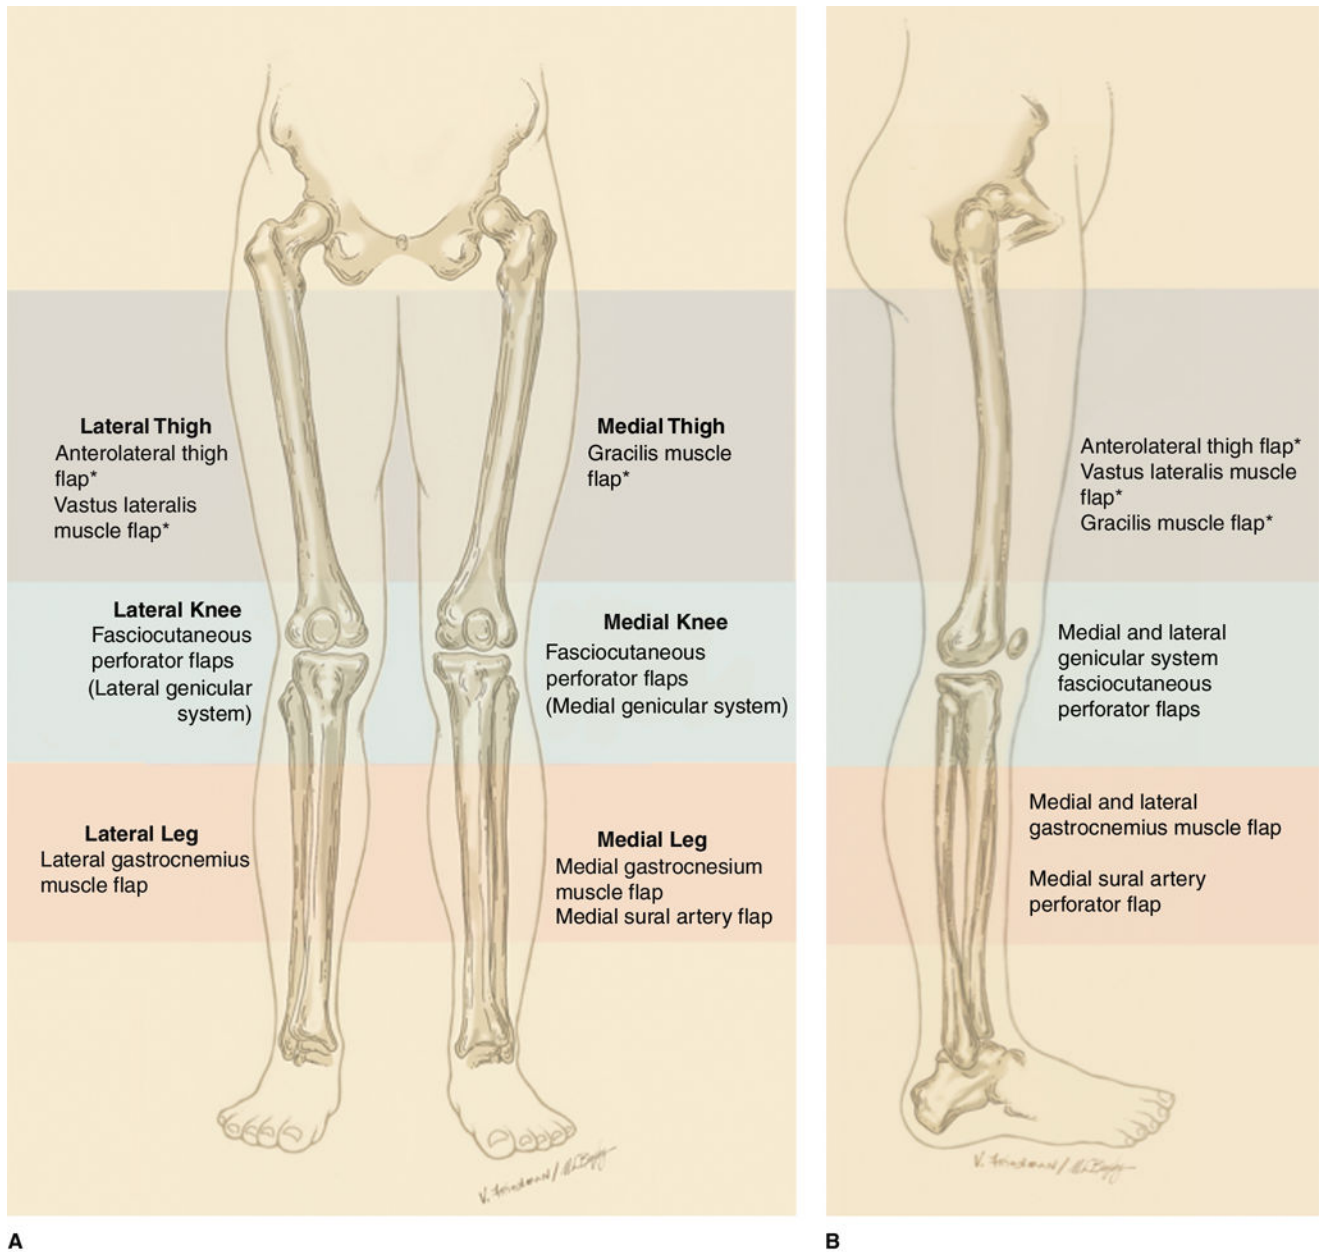 Lateral Thigh
Anterolateral thigh
flap*
Vastus lateralis
muscle flap*
Medial Thigh
Gracilis muscle
flap*
Lateral Knee
Fasciocutaneous
perforator flaps
(Lateral genicular
system)
Medial Knee
Fasciocutaneous
perforator flaps
(Medial genicular system)
Lateral Leg
Lateral gastrocnemius
muscle flap
Medial Leg
Medial gastrocnesium
muscle flap
Medial sural artery flap
A
Anterolateral thigh flap*
Vastus lateralis muscle
flap*
Gracilis muscle flap*
Medial and lateral
genicular system
fasciocutaneous
perforator flaps
Medial and lateral
gastrocnemius muscle flap
Medial sural artery
perforator flap
B